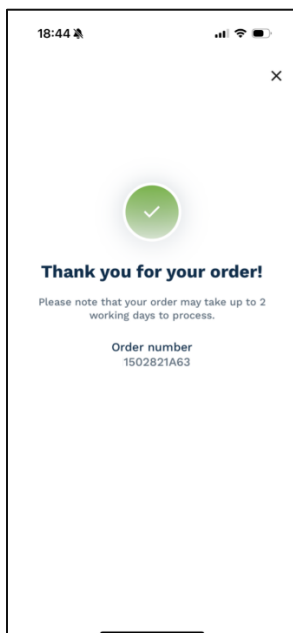 18:44
Thank you for your order!
Please note that your order may take up to 2
working days to process.
Order number
1502821A63